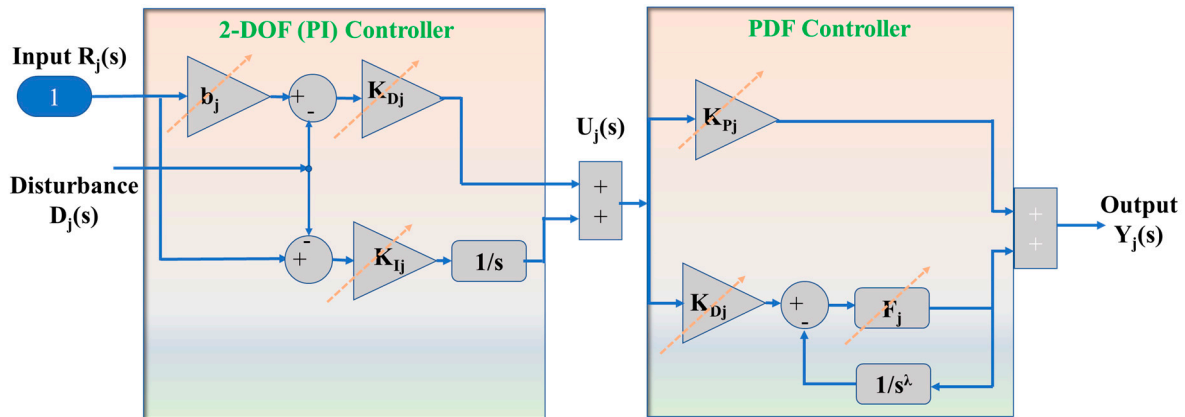 2-DOF (PI) Controller
PDF Controller
Input Rj(s)
1
bj
+
-
KDj
Disturbance
Dj(s)
-
+
KIj
1/s
Uj(s)
+
+
KPj
KDj
+
-
Fj
1/sλ
+
+
Output
Yj(s)